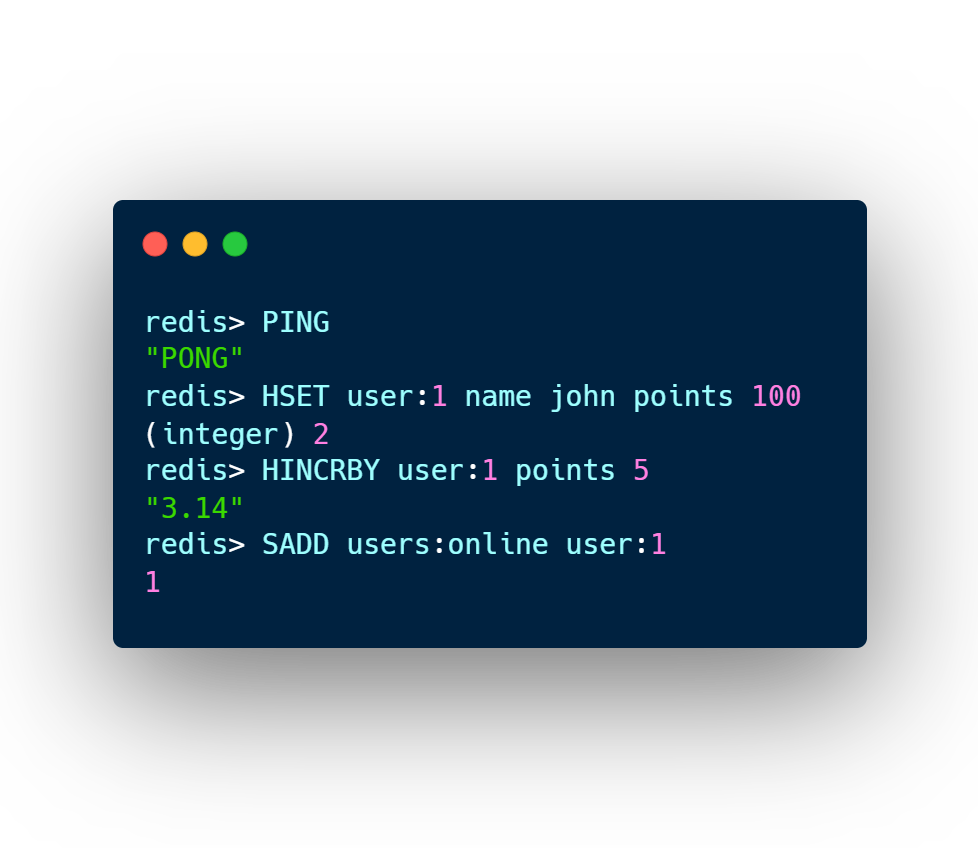 redis> PING
"PONG"
redis> HSET user:1 name john points 100
(integer) 2
redis> HINCRBY user:1 points 5
"3.14"
redis> SADD users:online user:1
1